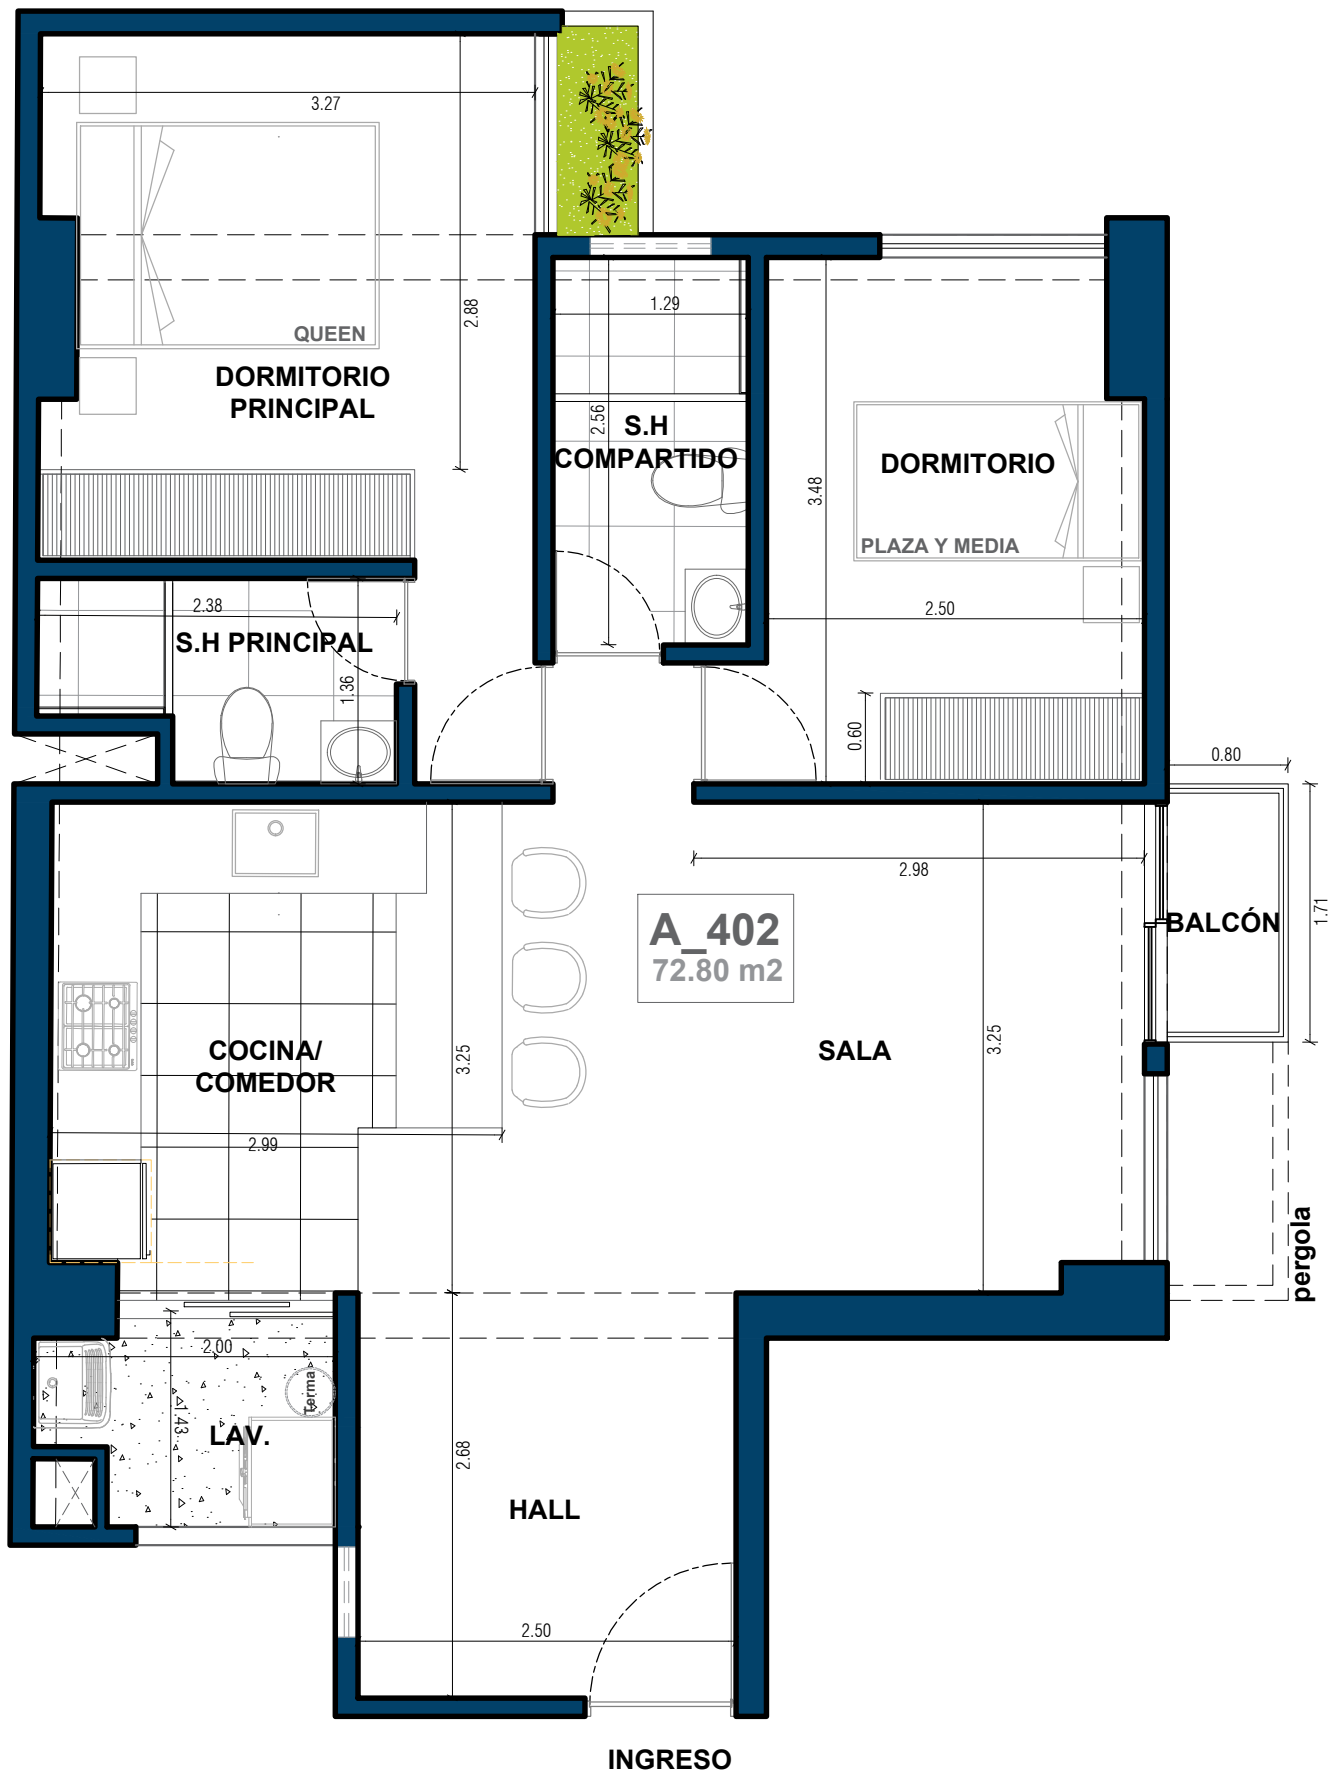 3.27
2.88
QUEEN
DORMITORIO
PRINCIPAL
1.29
2.56
S.H
COMPARTIDO
3.48
DORMITORIO
PLAZA Y MEDIA
2.50
2.38
S.H PRINCIPAL
1.36
0.60
0.80
1.71
BALCÓN
2.98
A_402
72.80 m2
COCINA/
COMEDOR
3.25
SALA
3.25
2.99
pergola
2.00
Terma
1.43
LAV.
2.68
HALL
2.50
INGRESO